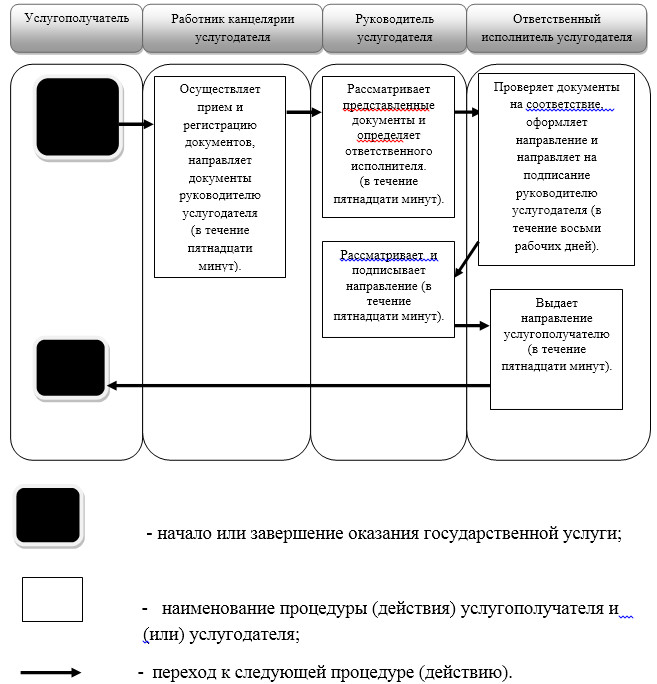 Услугополучатель
Работник канцелярии
услугодателя
Руководитель
услугодателя
Ответственный
исполнитель услугодателя
Осуществляет
прием и
регистрацию
документов,
направляет
документы
руководителю
услугодателя
(в течение
пятнадцати
минут).
Рассматривает
представленные
документы и
определяет
ответственного
исполнителя.
(в течение
пятнадцати минут).
Проверяет документы
на соответствие,
оформляет
направление и
направляет на
подписание
руководителю
услугодателя (в
течение восьми
рабочих дней).
Рассматривает и
подписывает
направление (в
течение
пятнадцати минут).
Выдает
направление
услугополучателю
(в течение
пятнадцати минут).
- начало или завершение оказания государственной услуги;
- наименование процедуры (действия) услугополучателя и
(или) услугодателя;
- переход к следующей процедуре (действию).